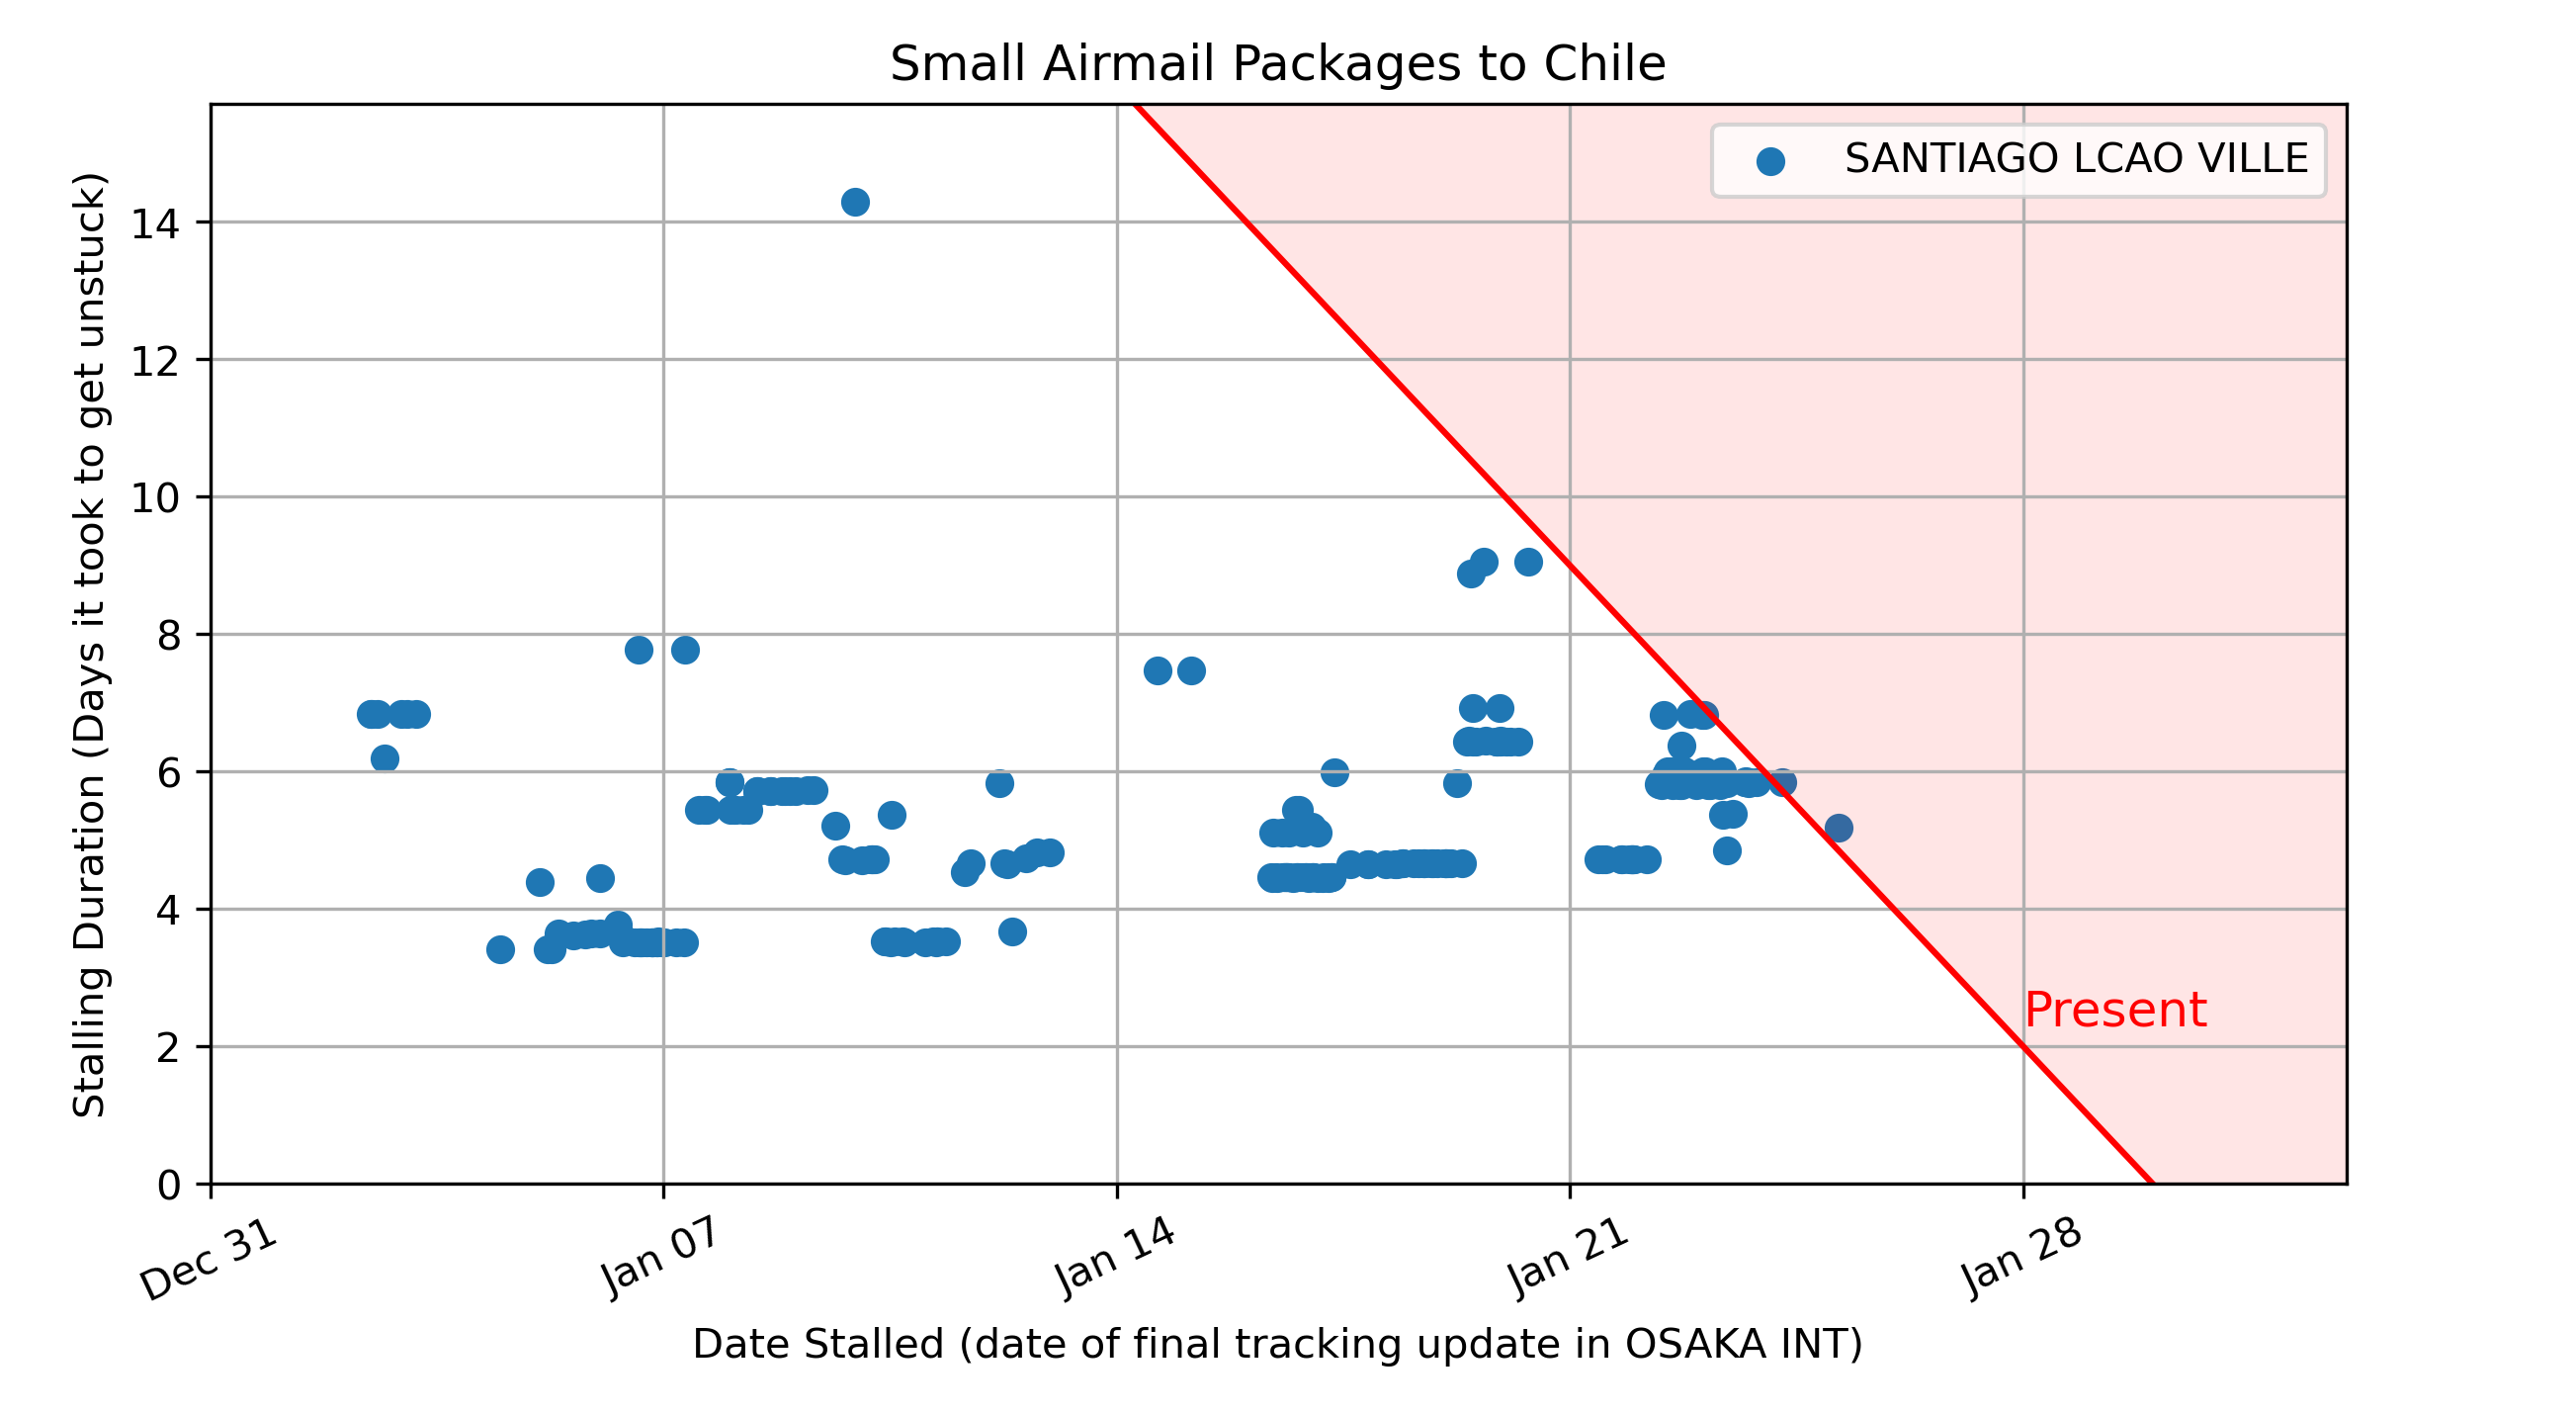 Small Airmail Packages to Chile
SANTIAGO LCAO VILLE
Stalling Duration (Days it took to get unstuck)
14
12
10
8
6
4
2
0
Present
Dec 31
Jan 07
Jan 14
Jan 21
Jan 28
Date Stalled (date of final tracking update in OSAKA INT)